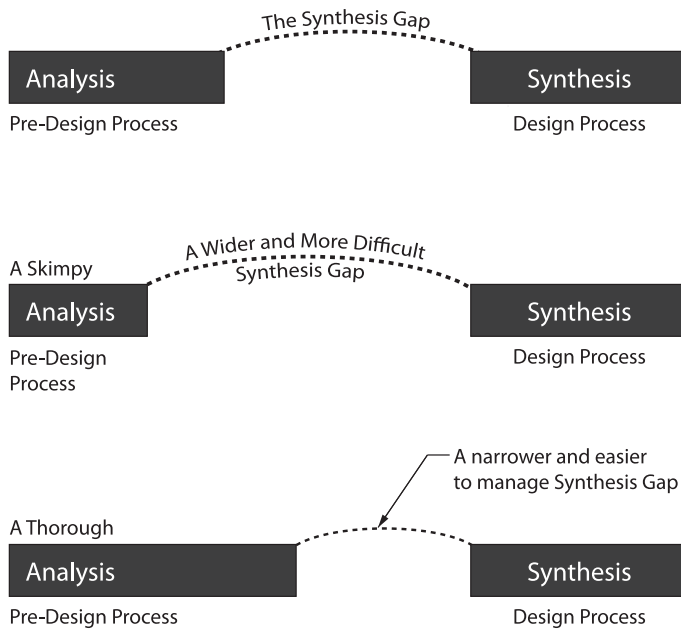 The Synthesis Gap
Analysis
Synthesis
Pre-Design Process
Design Process
A Wider and More Difficult
Synthesis Gap
A Skimpy
Analysis
Synthesis
Pre-Design
Process
Design Process
A narrower and easier
to manage Synthesis Gap
A Thorough
Analysis
Synthesis
Pre-Design Process
Design Process